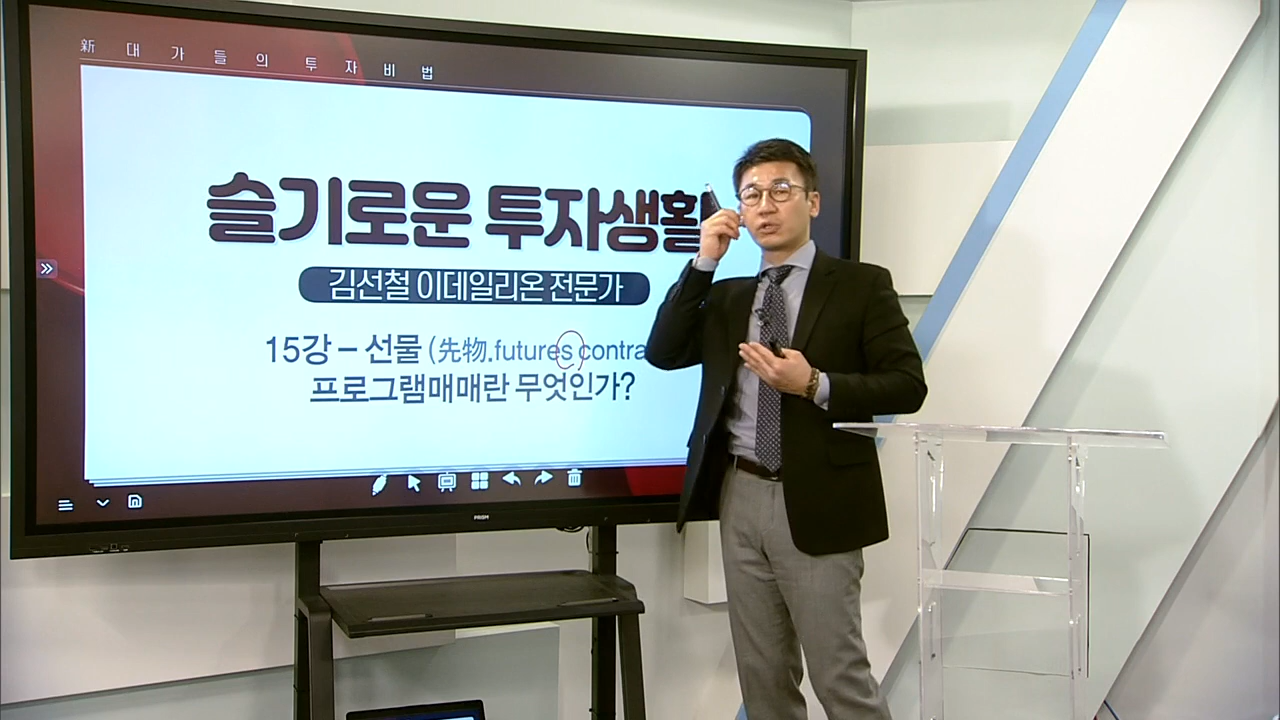 新 대가들의 투자비법
슬기로운 투자생활
김선철 이데일리온 전문가
15강 – 선물 (先物.futures contra
프로그램매매란 무엇인가?
PRISM